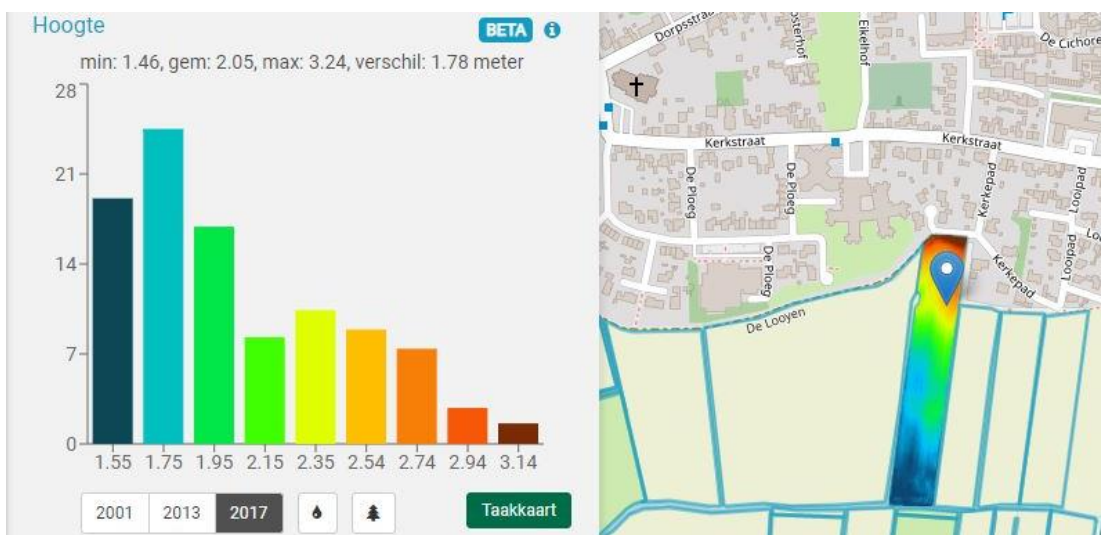 Hoogte
BETA
min: 1.46, gem: 2.05, max: 3.24, verschil: 1.78 meter
28
21
14
7
0
1.55 1.75 1.95 2.15 2.35 2.54 2.74 2.94 3.14
2001 2013 2017
Taakkaart
Eikelhof
De Cichore
Kerkstraat
Kerkstraat
De Ploeg
De Ploeg
Kerkepad
Looipad
De Ploeg
Kerkepad
Looipad
De Looyen